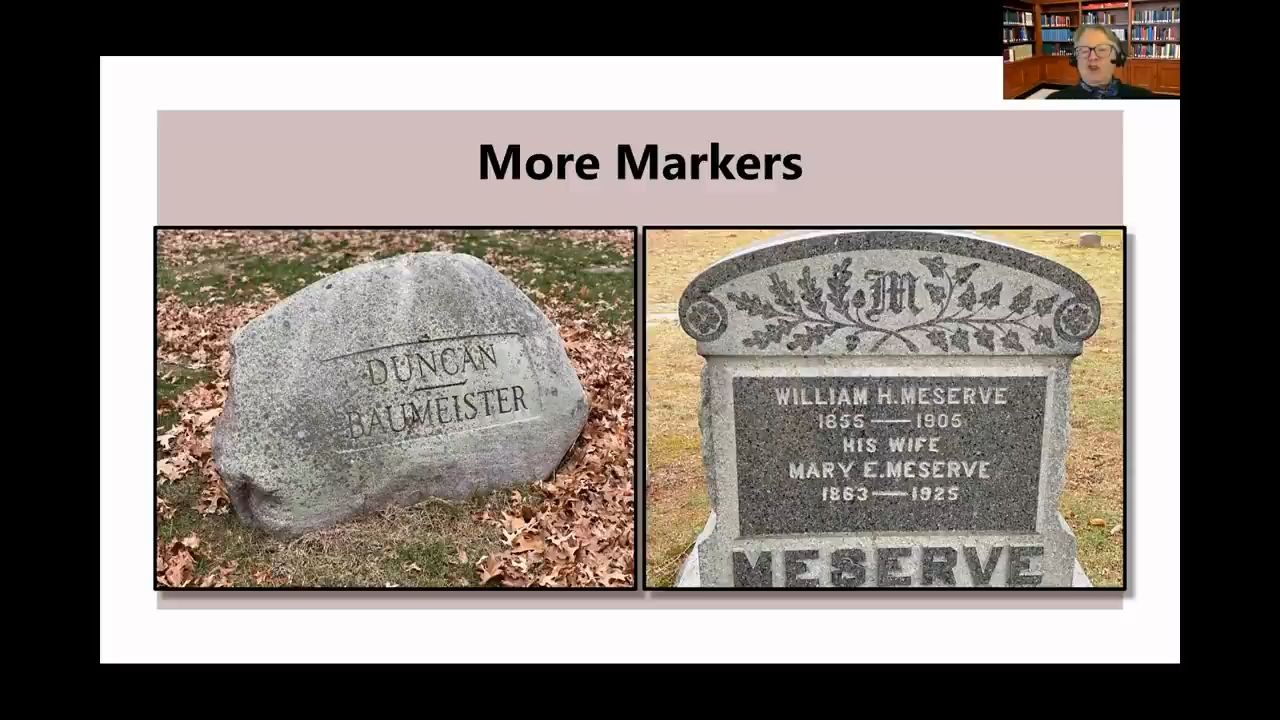 More Markers
DUNCAN
BAUMEISTER
M
WILLIAM H. MESERVE
1855 — 1905
HIS WIFE
MARY E. MESERVE
1863 — 1925
MESERVE